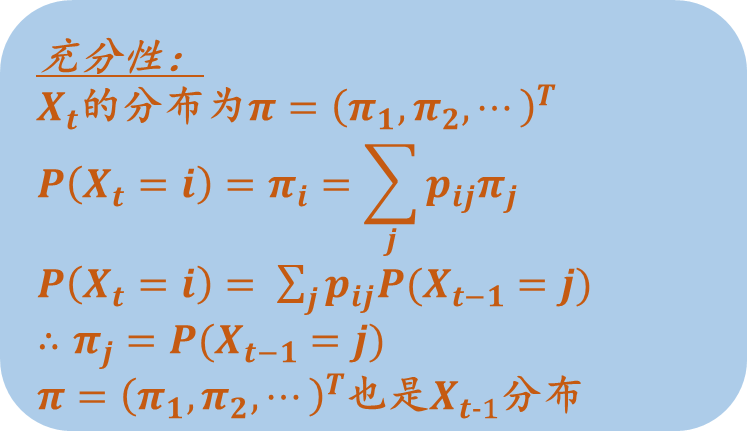 充分性：
Xₜ的分布为π = (π₁, π₂, ⋯)ᵀ
P(Xₜ = i) = πᵢ = ∑ⱼ pᵢⱼπⱼ
P(Xₜ = i) = ∑ⱼ pᵢⱼP(Xₜ₋₁ = j)
∴ πⱼ = P(Xₜ₋₁ = j)
π = (π₁, π₂, ⋯)ᵀ也是Xₜ₋₁分布